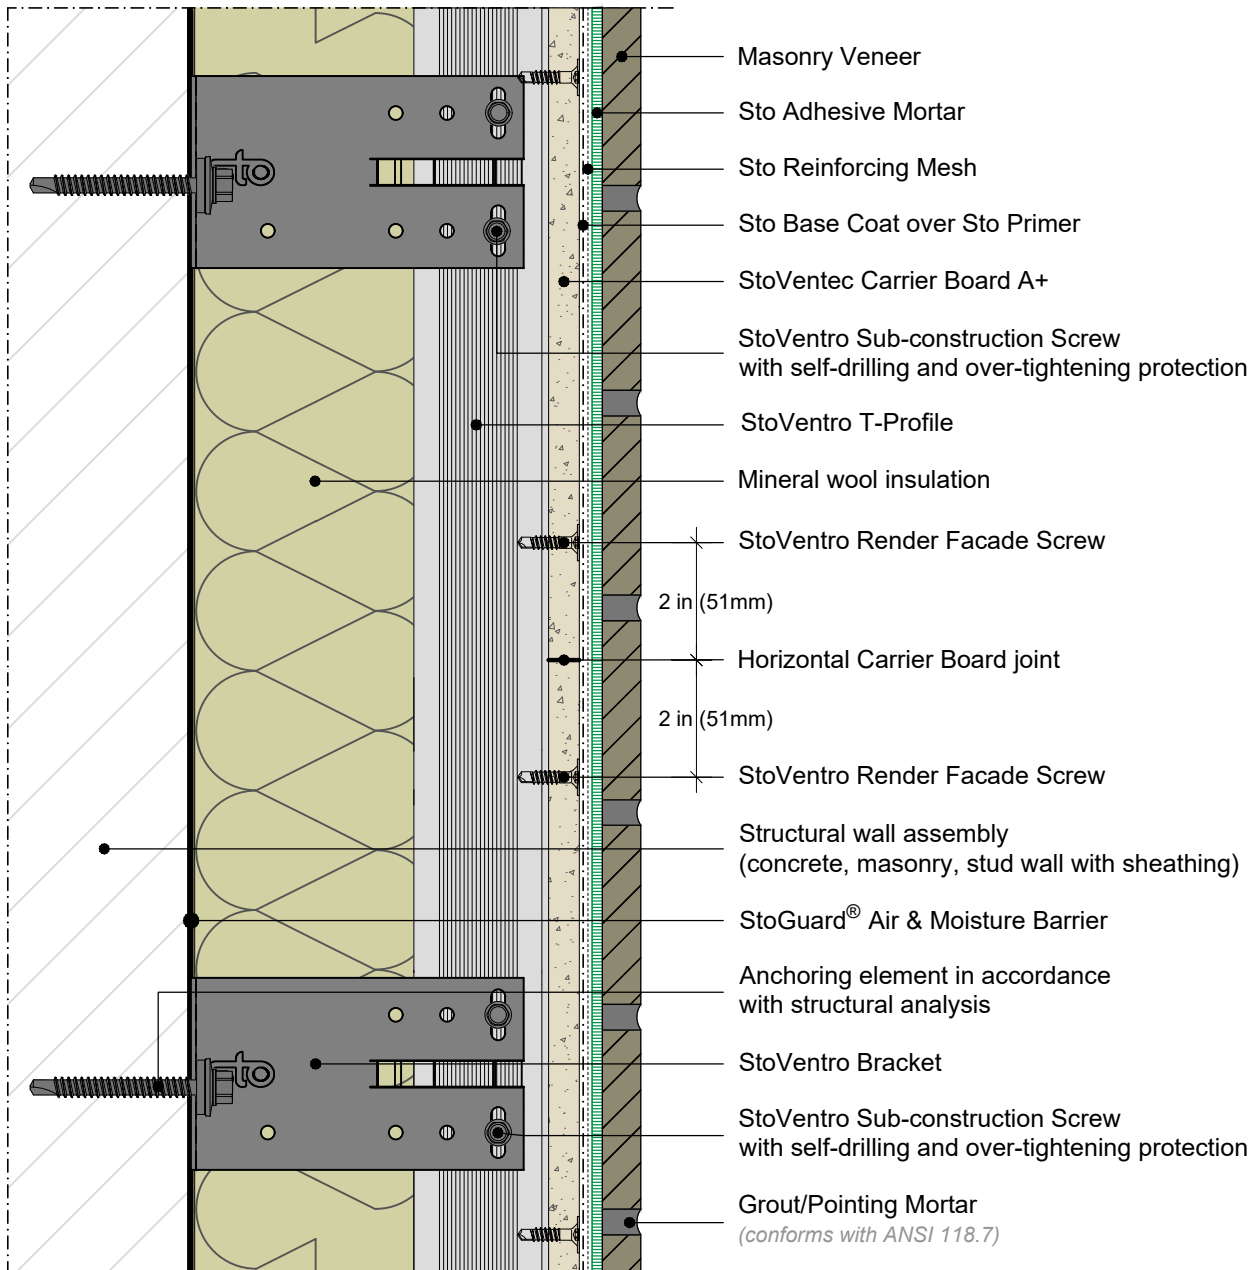 Masonry Veneer
Sto Adhesive Mortar
Sto Reinforcing Mesh
Sto Base Coat over Sto Primer
StoVentec Carrier Board A+
StoVentro Sub-construction Screw
with self-drilling and over-tightening protection
StoVentro T-Profile
Mineral wool insulation
StoVentro Render Facade Screw
2 in (51mm)
Horizontal Carrier Board joint
2 in (51mm)
StoVentro Render Facade Screw
Structural wall assembly
(concrete, masonry, stud wall with sheathing)
StoGuard® Air & Moisture Barrier
Anchoring element in accordance
with structural analysis
StoVentro Bracket
StoVentro Sub-construction Screw
with self-drilling and over-tightening protection
Grout/Pointing Mortar
(conforms with ANSI 118.7)